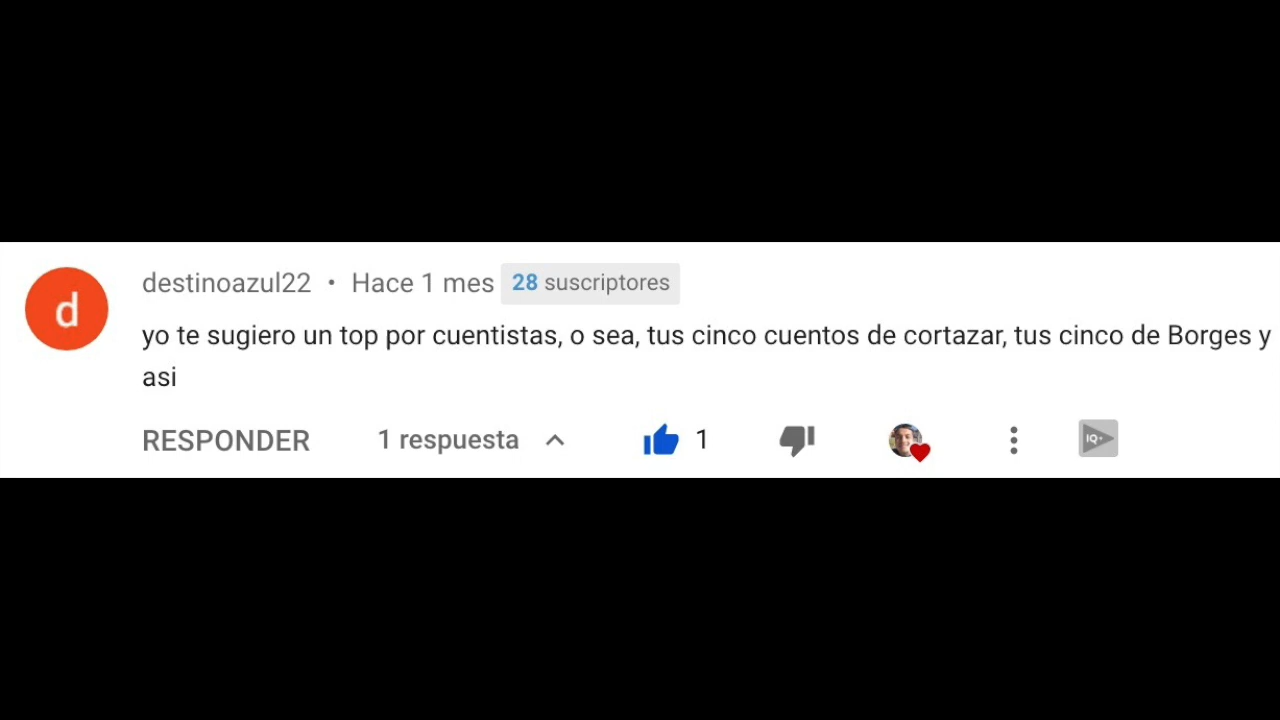 d
destinoazul22 • Hace 1 mes 28 suscriptores
yo te sugiero un top por cuentistas, o sea, tus cinco cuentos de cortazar, tus cinco de Borges y
asi
RESPONDER 1 respuesta 1 IQ+